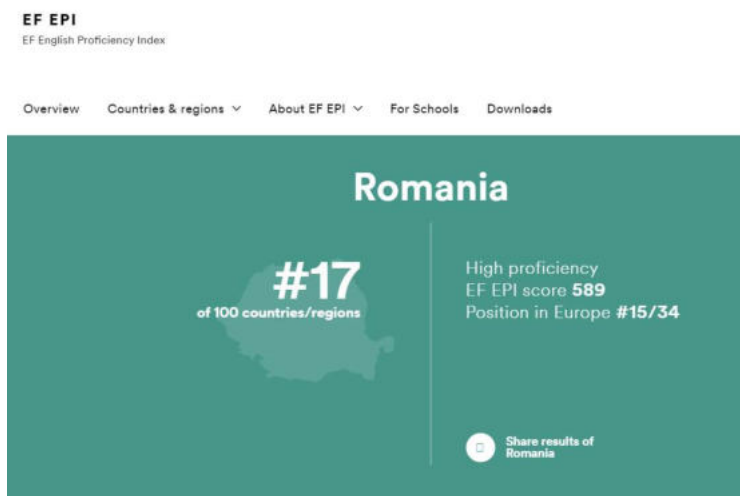 EF EPI
EF English Proficiency Index
Overview Countries & regions About EF EPI For Schools Downloads
Romania
#17
of 100 countries/regions
High proficiency
EF EPI score 589
Position in Europe #15/34
Share results of
Romania